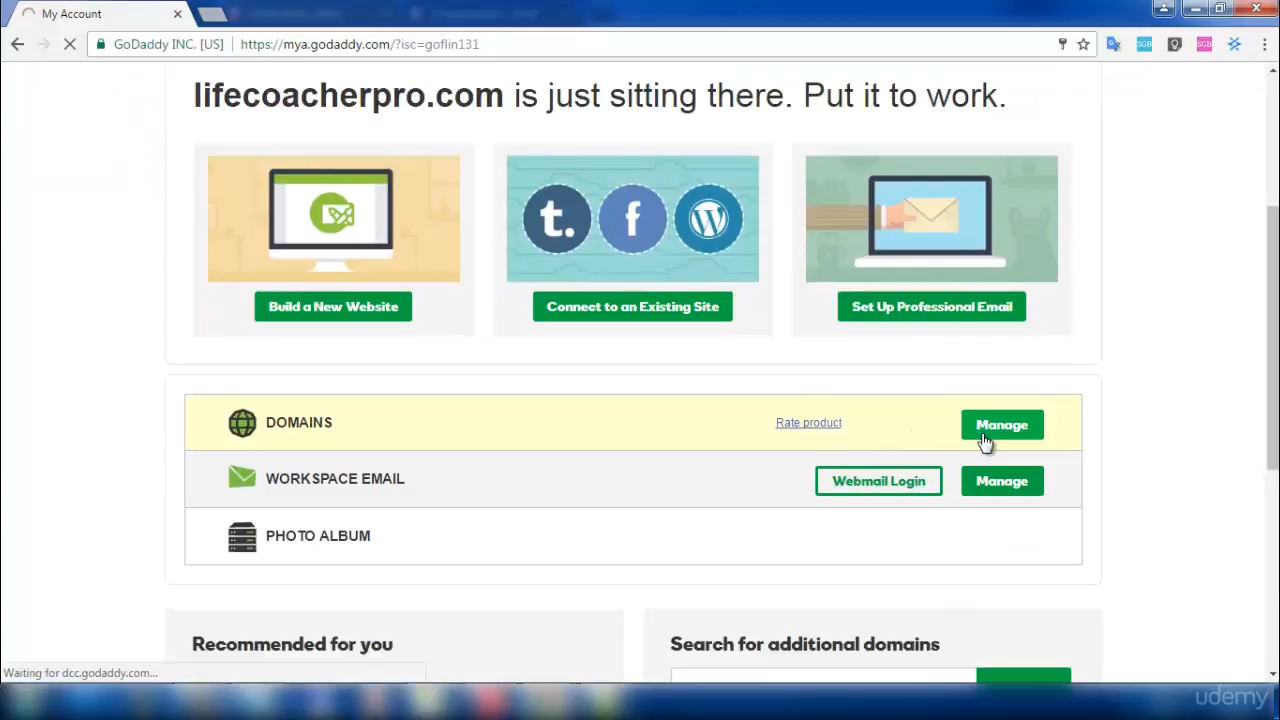 My Account
GoDaddy INC. [US] https://mya.godaddy.com/?isc=goflin131
SGB SGB
lifecoacherpro.com is just sitting there. Put it to work.
t. f W
Build a New Website Connect to an Existing Site Set Up Professional Email
DOMAINS Rate product Manage
WORKSPACE EMAIL Webmail Login Manage
PHOTO ALBUM
Recommended for you Search for additional domains
Waiting for dcc.godaddy.com...
udemy